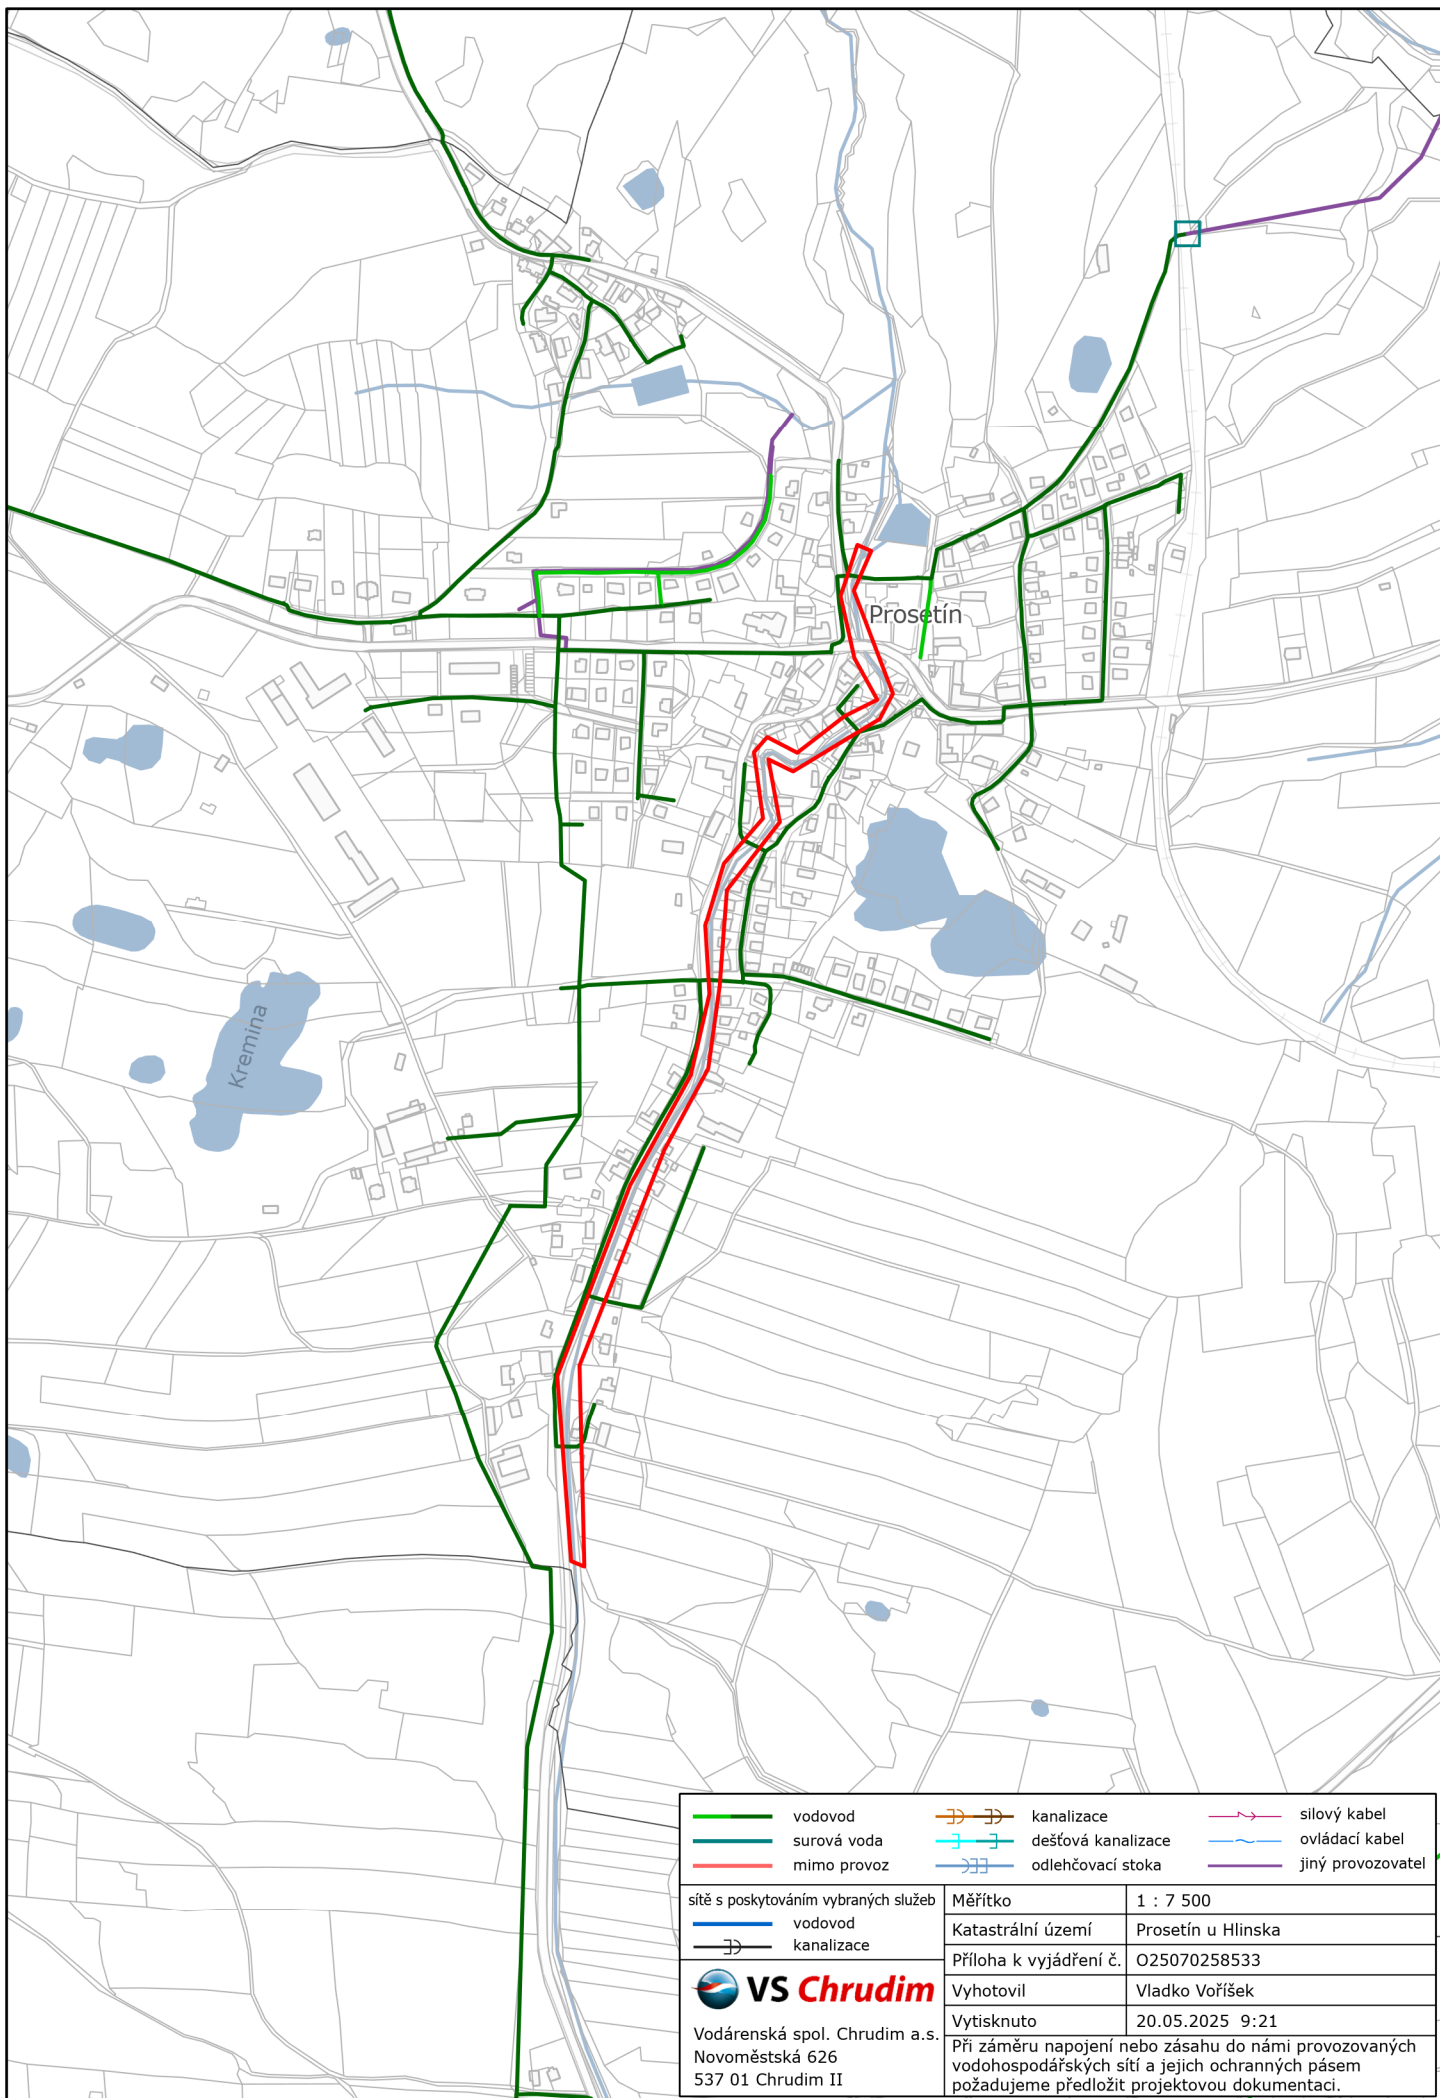 Prosetín
Kremina
vodovod
surová voda
mimo provoz
kanalizace
dešťová kanalizace
odlehčovací stoka
silový kabel
ovládací kabel
jiný provozovatel
sítě s poskytováním vybraných služeb
vodovod
kanalizace
VS Chrudim
Vodárenská spol. Chrudim a.s.
Novoměstská 626
537 01 Chrudim II
Měřítko 1 : 7 500
Katastrální území Prosetín u Hlinska
Příloha k vyjádření č. O25070258533
Vyhotovil Vladko Voříšek
Vytisknuto 20.05.2025 9:21
Při záměru napojení nebo zásahu do námi provozovaných
vodohospodářských sítí a jejich ochranných pásem
požadujeme předložit projektovou dokumentaci.